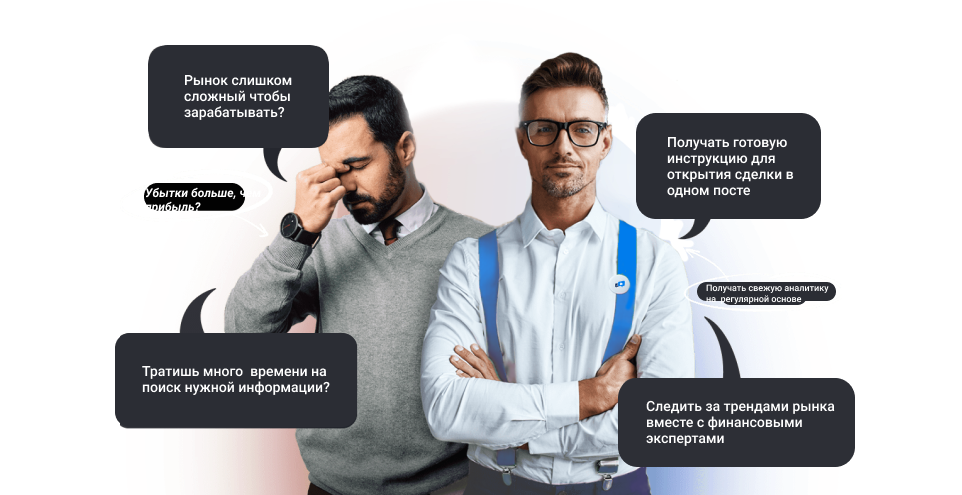 Рынок слишком
сложный чтобы
зарабатывать?
Убытки больше, чем
прибыль?
Тратишь много времени на
поиск нужной информации?
Получать готовую
инструкцию для
открытия сделки в
одном посте
Получать свежую аналитику
на регулярной основе
Следить за трендами рынка
вместе с финансовыми
экспертами